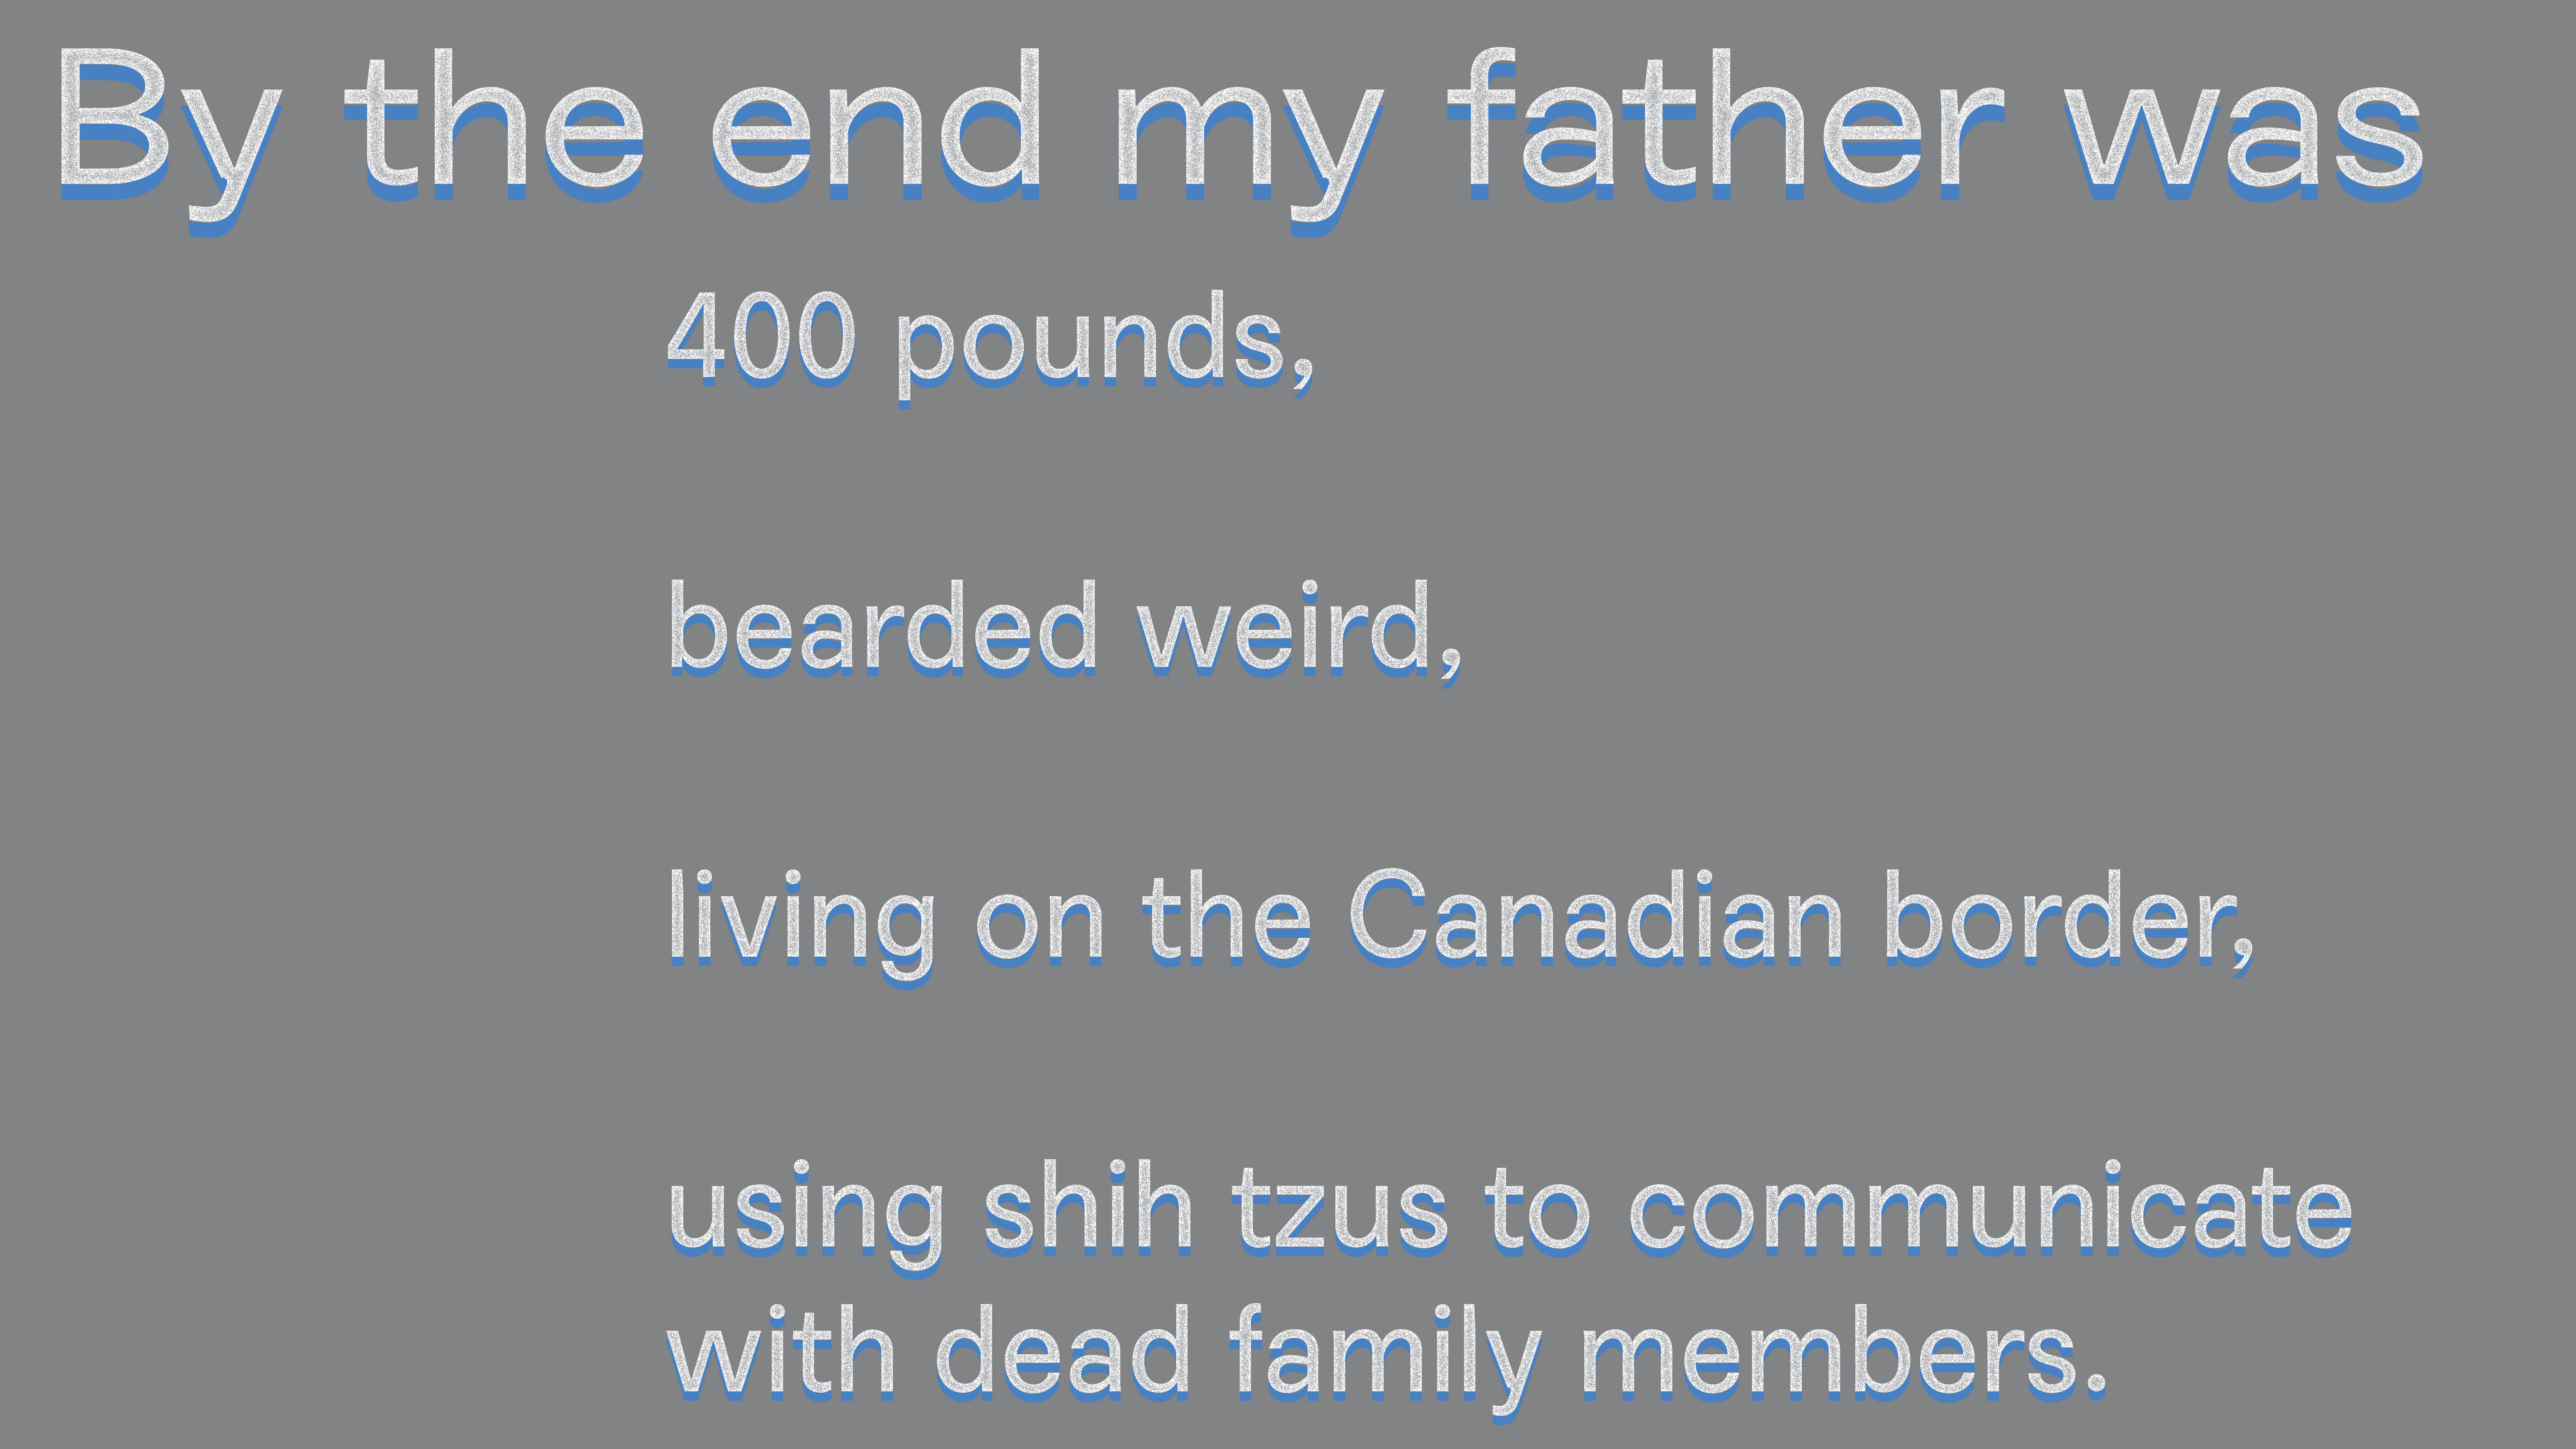 By the end my father was
400 pounds,
bearded weird,
living on the Canadian border,
using shih tzus to communicate
with dead family members.